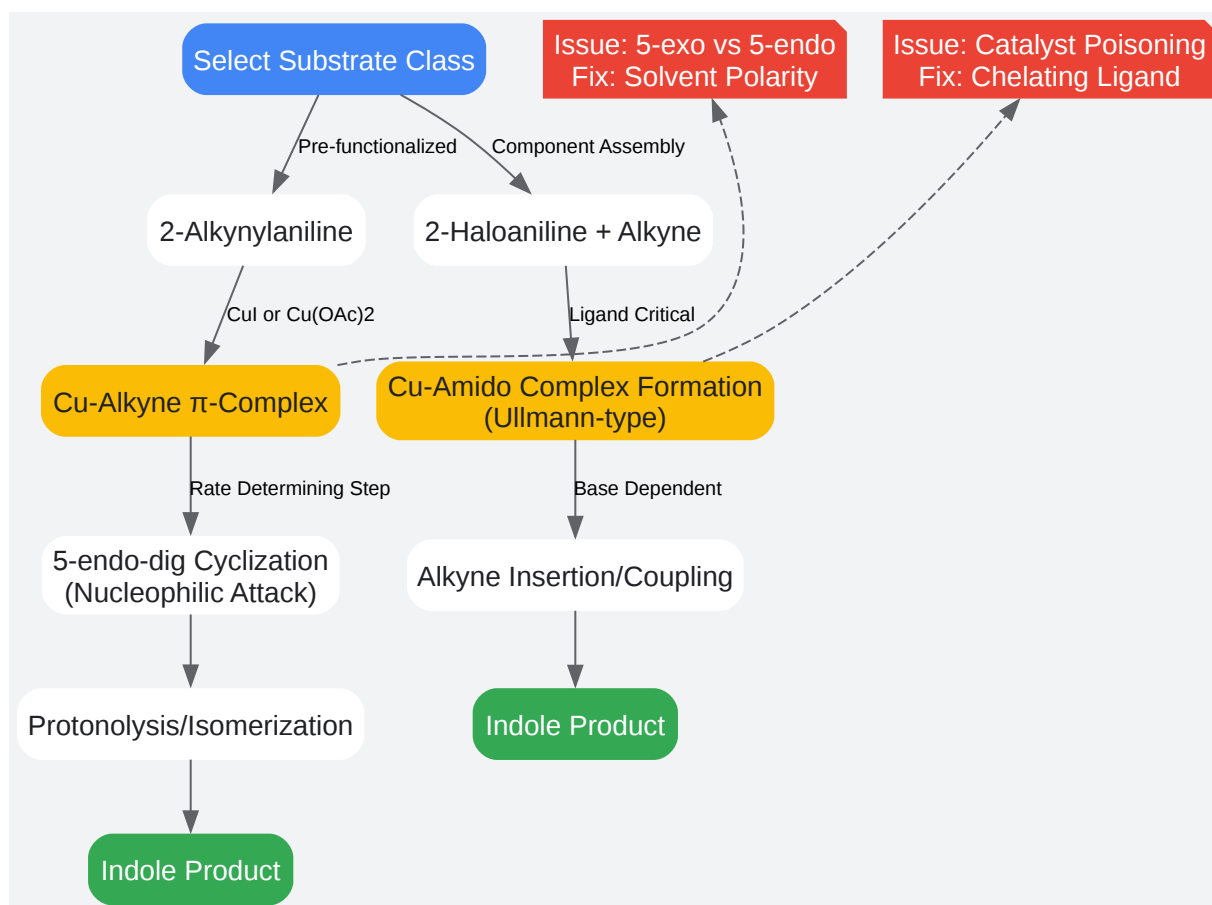 Select Substrate Class
Issue: 5-exo vs 5-endo
Fix: Solvent Polarity
Issue: Catalyst Poisoning
Fix: Chelating Ligand
Pre-functionalized
Component Assembly
2-Alkynylaniline
2-Haloaniline + Alkyne
CuI or Cu(OAc)2
Ligand Critical
Cu-Alkyne π-Complex
Cu-Amido Complex Formation
(Ullmann-type)
Rate Determining Step
Base Dependent
5-endo-dig Cyclization
(Nucleophilic Attack)
Alkyne Insertion/Coupling
Protonolysis/Isomerization
Indole Product
Indole Product